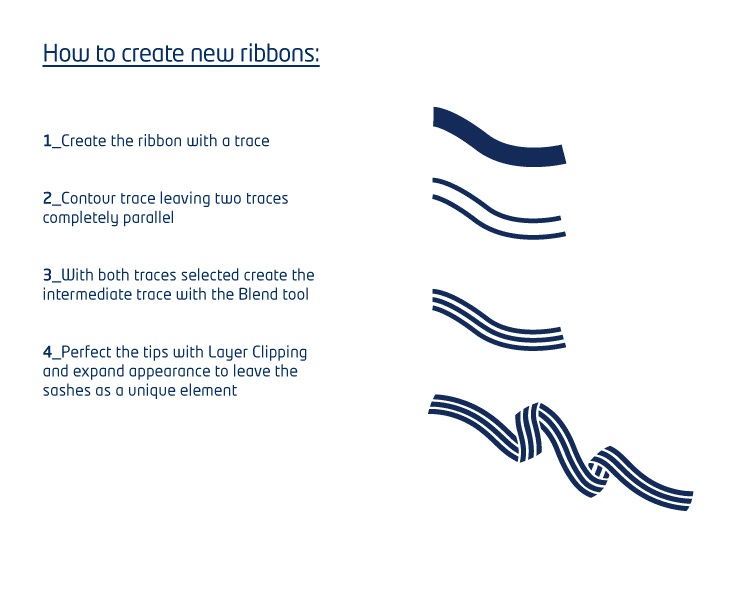 How to create new ribbons:
1_Create the ribbon with a trace
2_Contour trace leaving two traces
completely parallel
3_With both traces selected create the
intermediate trace with the Blend tool
4_Perfect the tips with Layer Clipping
and expand appearance to leave the
sashes as a unique element